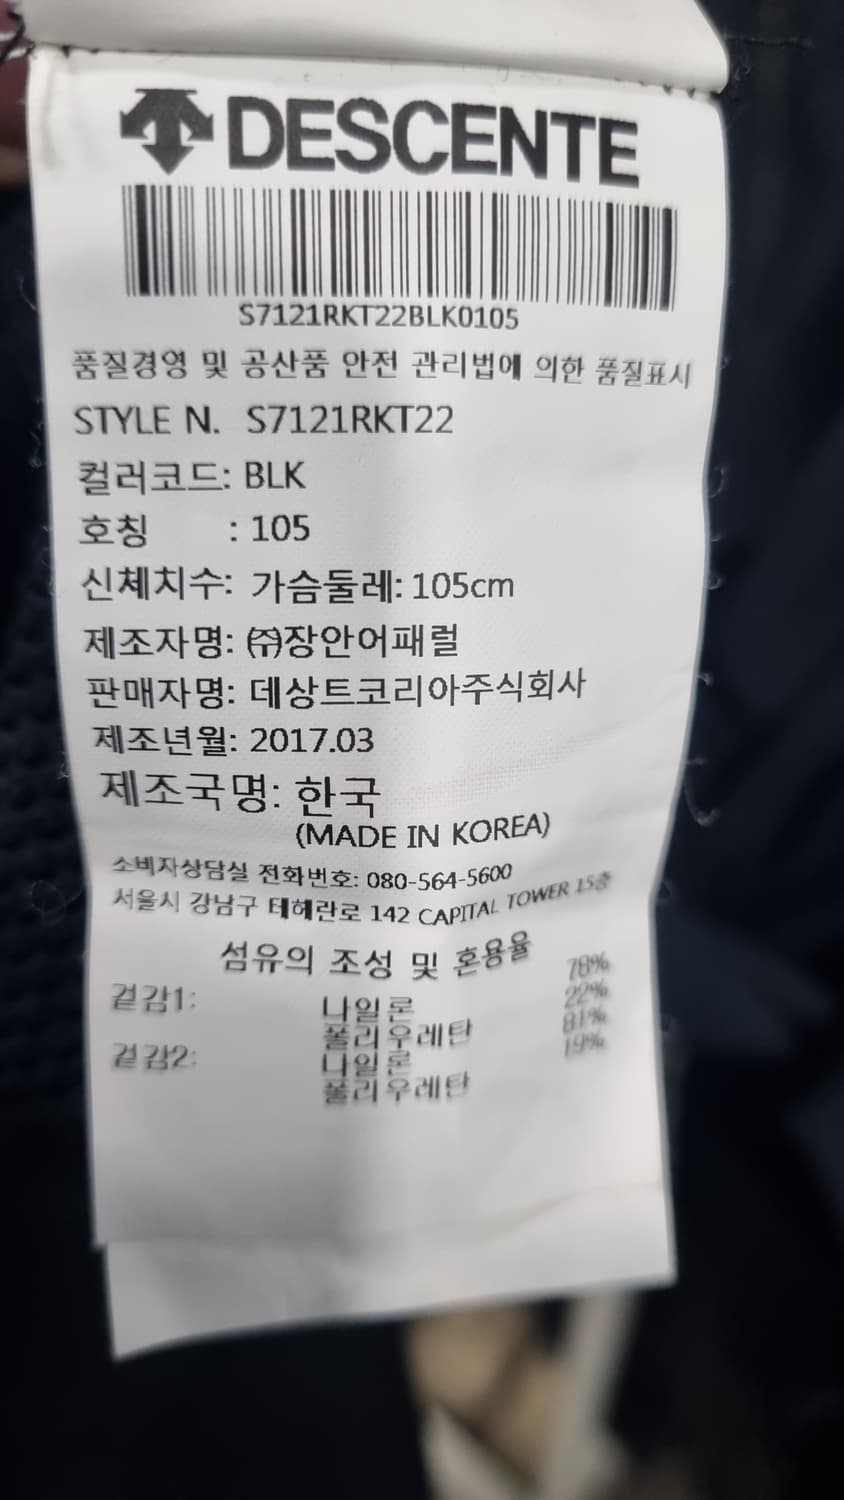 DESCENTE
S7121RKT22BLK0105
품질경영 및 공산품 안전 관리법에 의한 품질표시
STYLE N. S7121RKT22
컬러코드: BLK
호칭 : 105
신체치수: 가슴둘레: 105cm
제조자명: ㈜장안어패럴
판매자명: 데상트코리아주식회사
제조년월: 2017.03
제조국명: 한국
(MADE IN KOREA)
소비자상담실 전화번호: 080-564-5600
서울시 강남구 테헤란로 142 CAPITAL TOWER 15층
섬유의 조성 및 혼용율
겉감1: 나일론 78%
폴리우레탄 22%
겉감2: 나일론 81%
폴리우레탄 19%